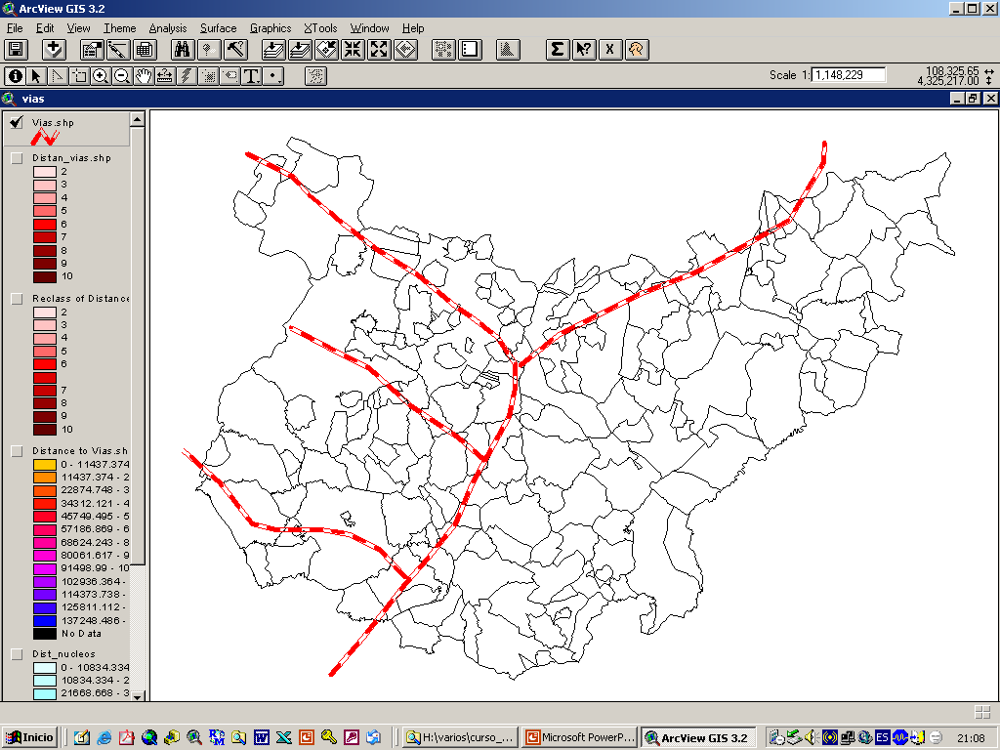 ArcView GIS 3.2
File Edit View Theme Analysis Surface Graphics XTools Window Help
Scale 1: 1,148,229 108,325.65
4,325,217.00
vias
Vias.shp
Distan_vias.shp
2
3
4
5
6
7
8
9
10
Reclass of Distance
2
3
4
5
6
7
8
9
10
Distance to Vias.sh
0 - 11437.374
11437.374 - 2
22874.748 - 3
34312.121 - 4
45749.495 - 5
57186.869 - 6
68624.243 - 8
80061.617 - 9
91498.99 - 10
102936.364 -
114373.738 -
125811.112 -
137248.486 -
No Data
Dist_nucleos
0 - 10834.334
10834.334 - 2
21668.668 - 3
Inicio H:\varios\curso_... Microsoft PowerP... ArcView GIS 3.2 ES 21:08